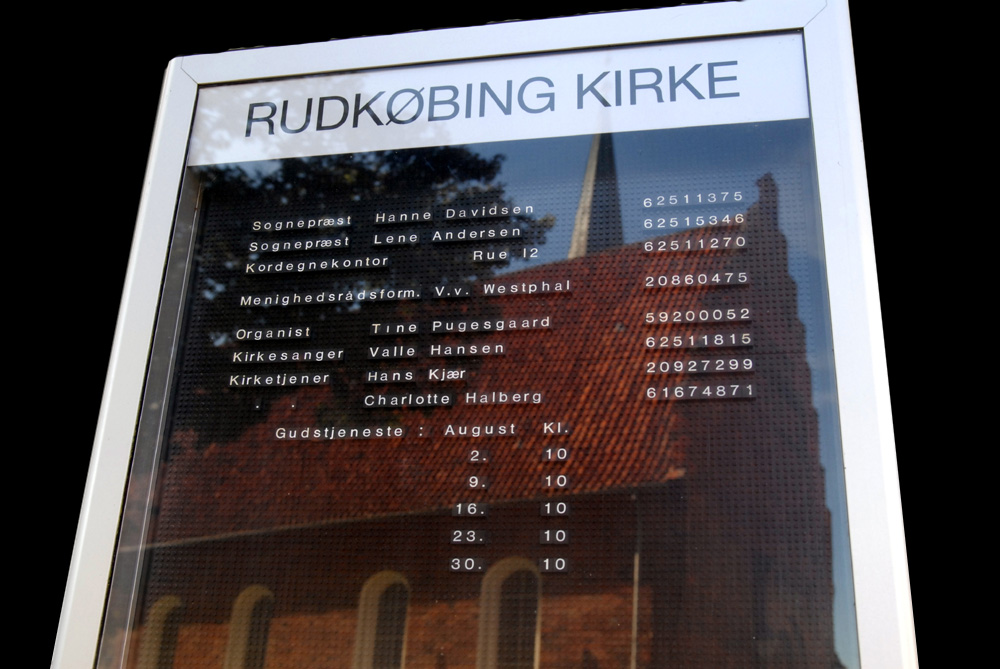 RUDKØBING KIRKE
Sognepræst Hanne Davidsen 62511375
Sognepræst Lene Andersen 62515346
Kordegnekontor Rue 12 62511270
Menighedsrådsform. V.v. Westphal 20860475
Organist Tine Pugesgaard 59200052
Kirkesanger Valle Hansen 62511815
Kirketjener Hans Kjær 20927299
Charlotte Halberg 61674871
Gudstjeneste : August Kl.
2. 10
9. 10
16. 10
23. 10
30. 10